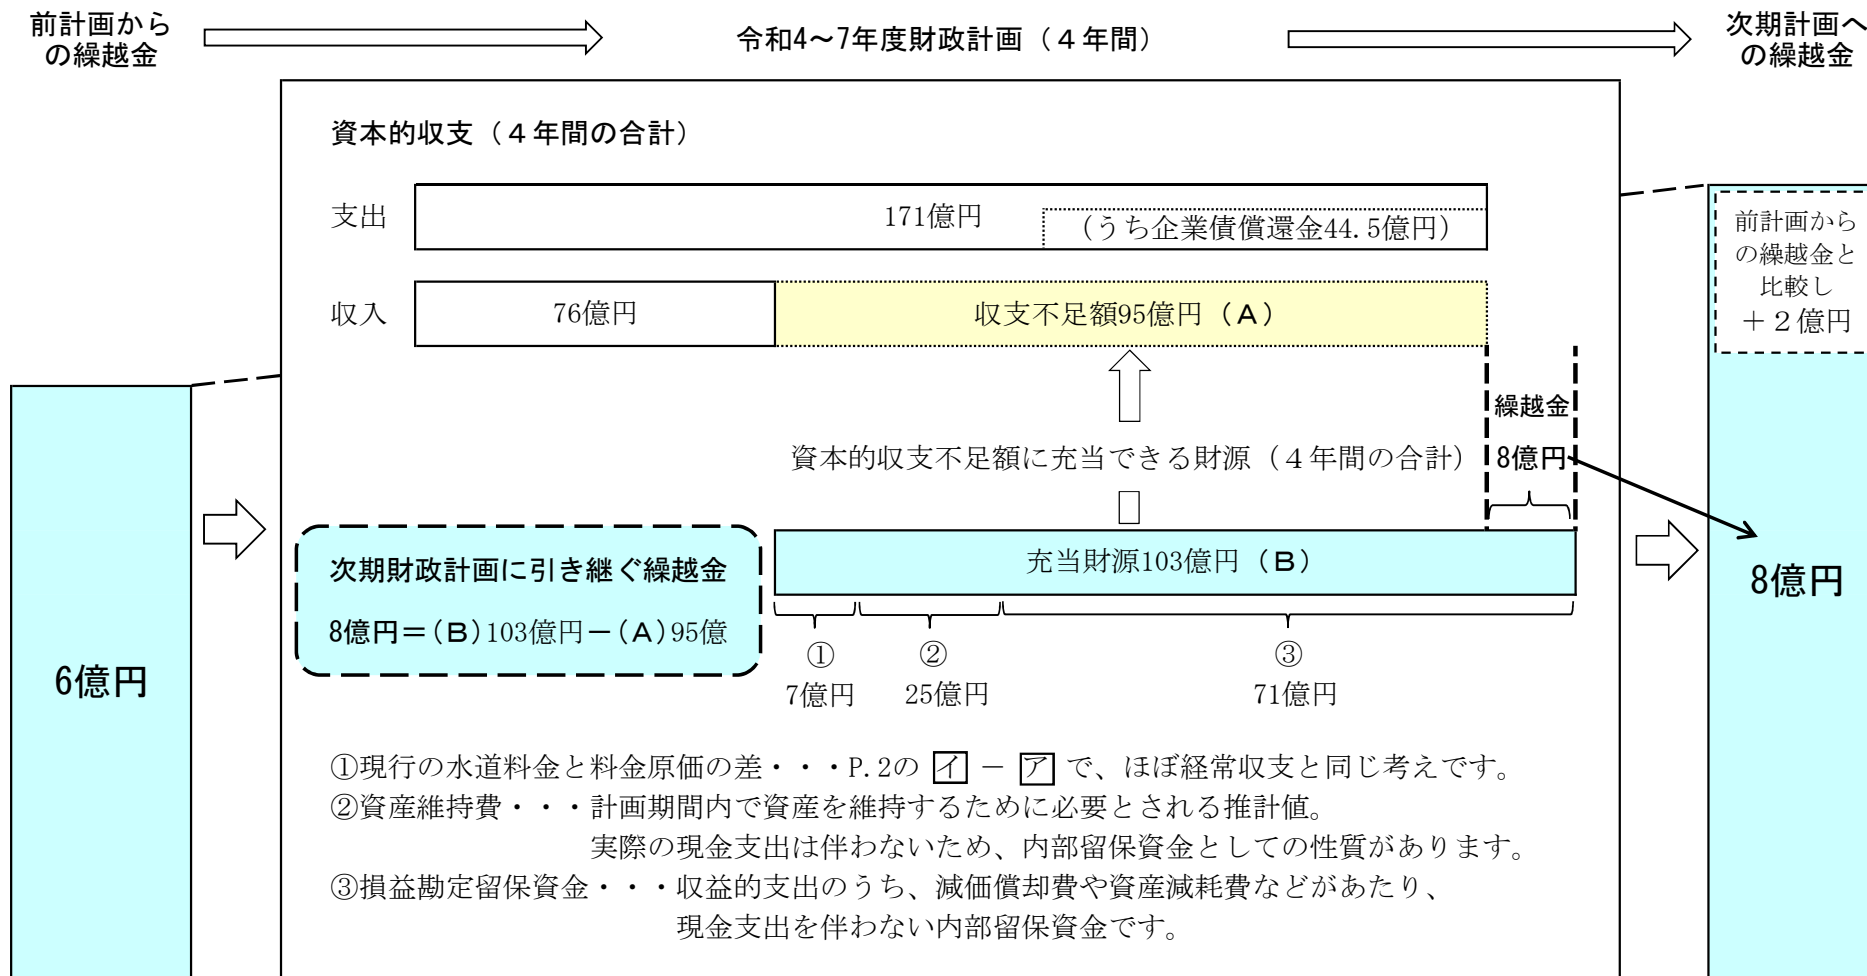 前計画から
の繰越金
令和4～7年度財政計画（４年間）
次期計画へ
の繰越金
資本的収支（４年間の合計）
支出
171億円
（うち企業債償還金44.5億円）
収入
76億円
収支不足額95億円（Ａ）
前計画から
の繰越金と
比較し
＋２億円
繰越金
8億円
資本的収支不足額に充当できる財源（４年間の合計）
充当財源103億円（Ｂ）
次期財政計画に引き継ぐ繰越金
8億円＝(Ｂ)103億円－(Ａ)95億
6億円
8億円
①
7億円
②
25億円
③
71億円
①現行の水道料金と料金原価の差・・・P.2の イ － ア で、ほぼ経常収支と同じ考えです。
②資産維持費・・・計画期間内で資産を維持するために必要とされる推計値。
実際の現金支出は伴わないため、内部留保資金としての性質があります。
③損益勘定留保資金・・・収益的支出のうち、減価償却費や資産減耗費などがあたり、
現金支出を伴わない内部留保資金です。